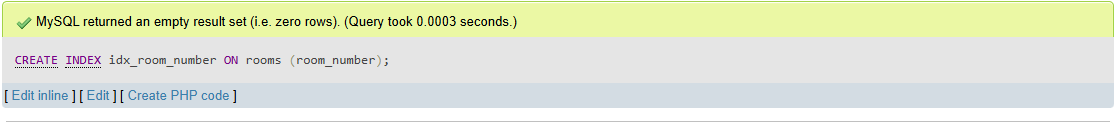 MySQL returned an empty result set (i.e. zero rows). (Query took 0.0003 seconds.)
CREATE INDEX idx_room_number ON rooms (room_number);
[ Edit inline ] [ Edit ] [ Create PHP code ]